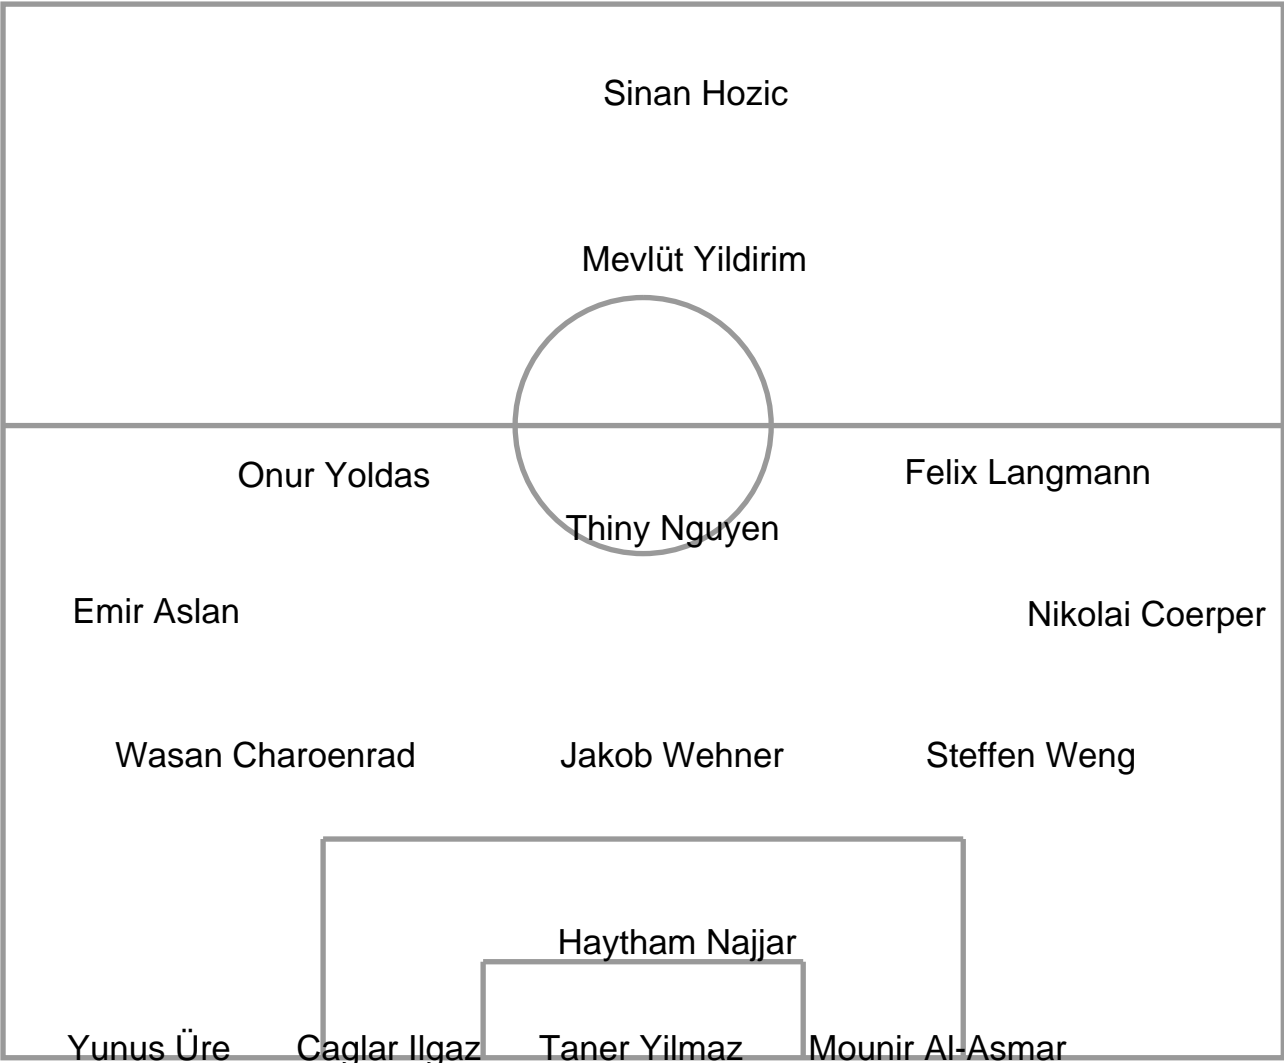 Sinan Hozic
Mevlüt Yildirim
Onur Yoldas
Felix Langmann
Thiny Nguyen
Emir Aslan
Nikolai Coerper
Wasan Charoenrad
Jakob Wehner
Steffen Weng
Haytham Najjar
Yunus Üre
Caglar Ilgaz
Taner Yilmaz
Mounir Al-Asmar